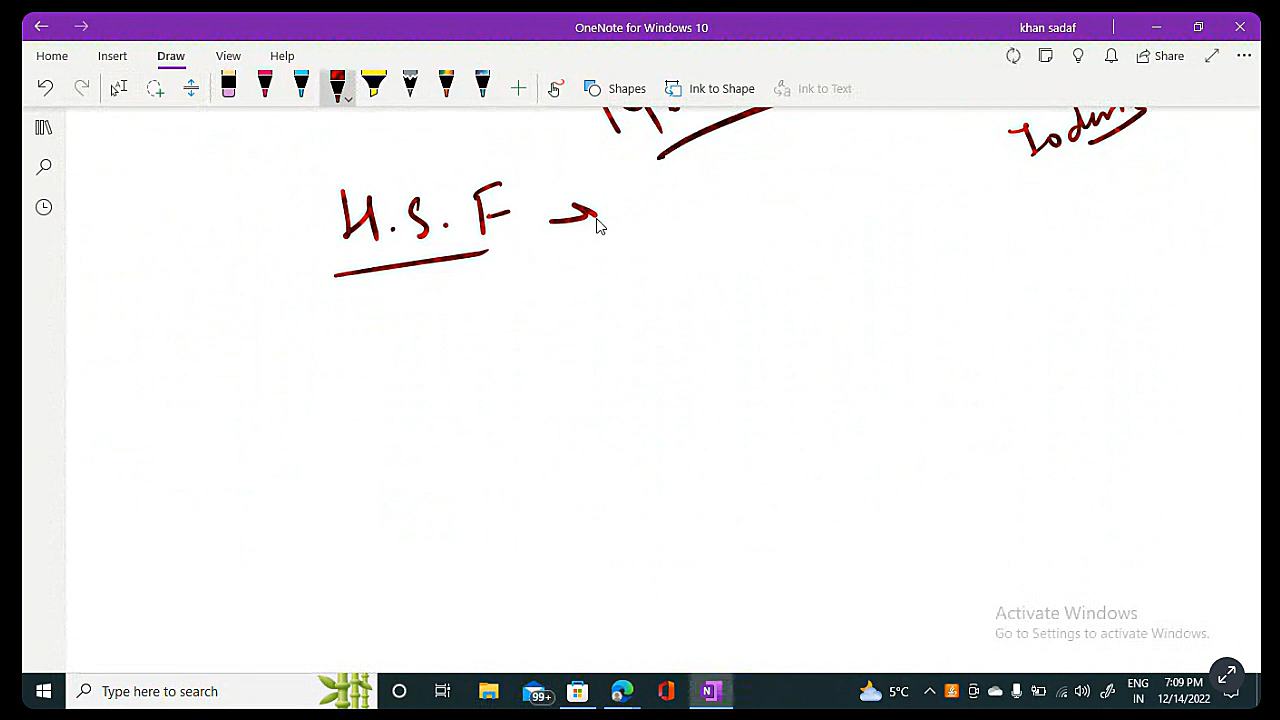 OneNote for Windows 10
khan sadaf
Home Insert Draw View Help
Share
Shapes
Ink to Shape
Ink to Text
H.S.F →
Activate Windows
Go to Settings to activate Windows.
Type here to search
99+
5°C
ENG
IN
7:09 PM
12/14/2022